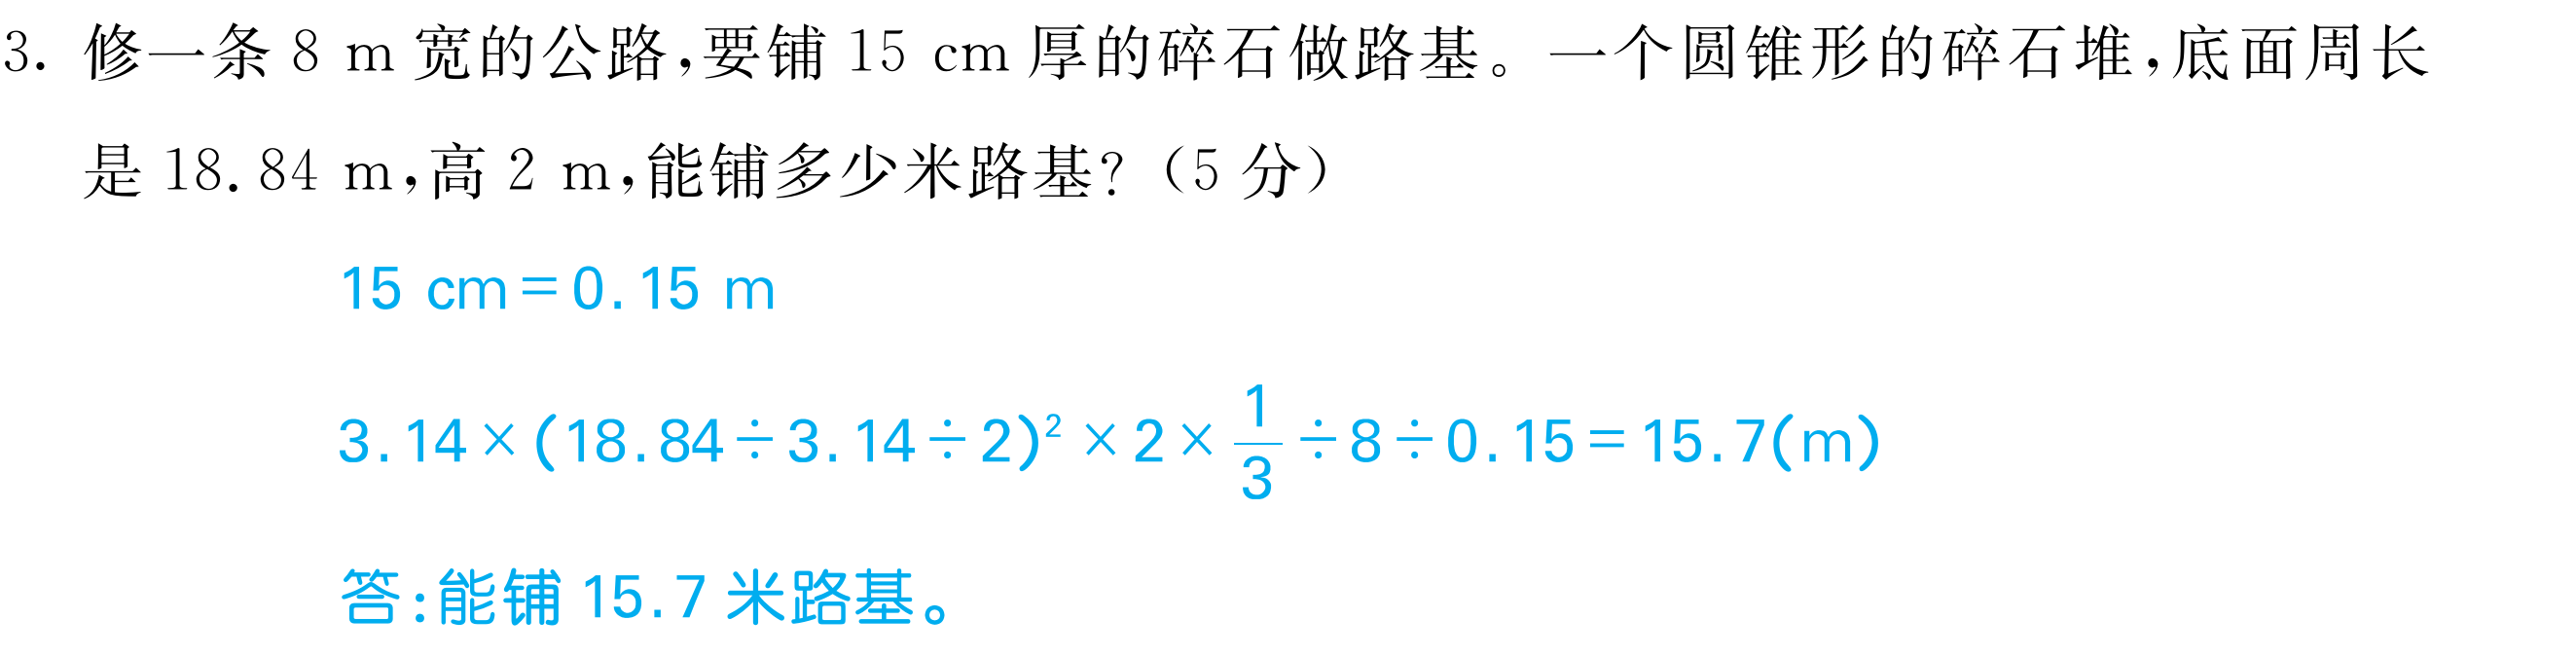 3. 修一条 8 m 宽的公路,要铺 15 cm 厚的碎石做路基。一个圆锥形的碎石堆,底面周长
是 18.84 m,高 2 m,能铺多少米路基?（5 分）
15 cm=0.15 m
3.14×(18.84÷3.14÷2)²×2×1/3÷8÷0.15=15.7(m)
答:能铺 15.7 米路基。